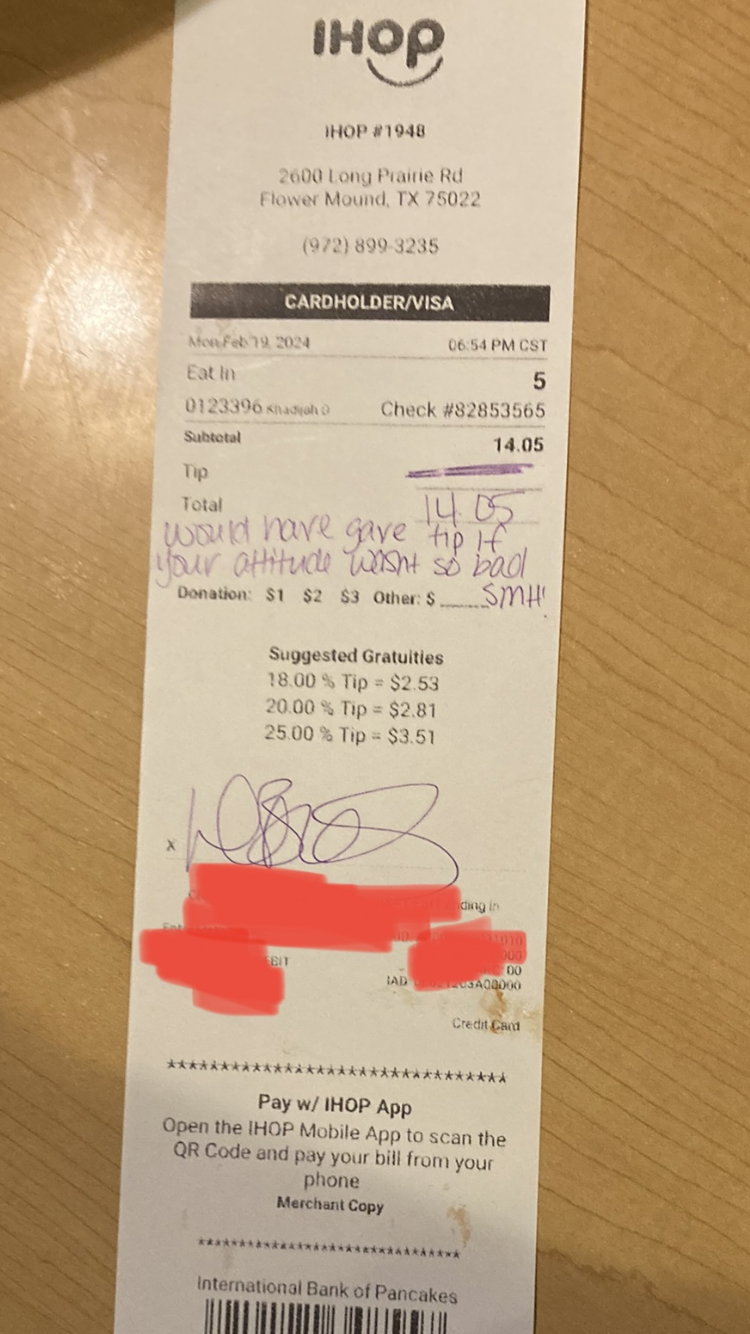 IHOP
IHOP #1948
2600 Long Prairie Rd
Flower Mound, TX 75022
(972) 899-3235
CARDHOLDER/VISA
Mon, Feb 19, 2024 06:54 PM CST
Eat In 5
0123396 Khadijah O Check #82853565
Subtotal 14.05
Tip
Total 14.05
would have gave tip if
your attitude wasnt so bad
SMH!
Donation: $1 $2 $3 Other: $
Suggested Gratuities
18.00 % Tip = $2.53
20.00 % Tip = $2.81
25.00 % Tip = $3.51
x
ding in
00
IAD
Credit Card
*******************************
Pay w/ IHOP App
Open the IHOP Mobile App to scan the
QR Code and pay your bill from your
phone
Merchant Copy
*******************************
International Bank of Pancakes